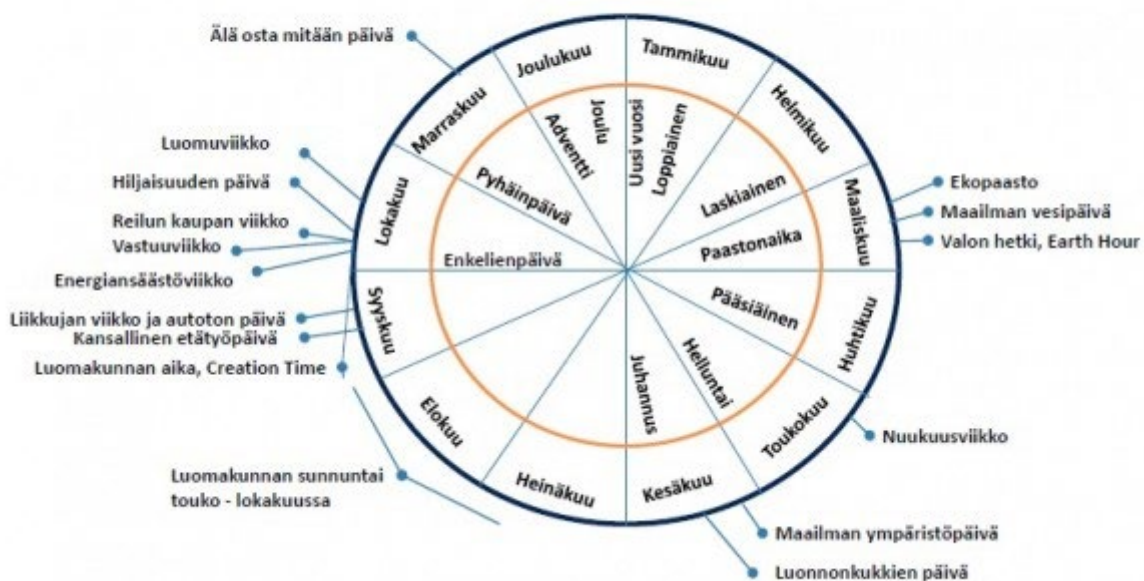 Älä osta mitään päivä
Luomuviikko
Hiljaisuuden päivä
Reilun kaupan viikko
Vastuuviikko
Energiansäästöviikko
Liikkujan viikko ja autoton päivä
Kansallinen etätyöpäivä
Luomakunnan aika, Creation Time
Luomakunnan sunnuntai
touko - lokakuussa
Tammikuu
Helmikuu
Maaliskuu
Huhtikuu
Toukokuu
Kesäkuu
Heinäkuu
Elokuu
Syyskuu
Lokakuu
Marraskuu
Joulukuu
Uusi vuosi
Loppiainen
Laskiainen
Paastonaika
Pääsiäinen
Helluntai
Juhannus
Enkelienpäivä
Pyhäinpäivä
Adventti
Joulu
Ekopaasto
Maailman vesipäivä
Valon hetki, Earth Hour
Nuukuusviikko
Maailman ympäristöpäivä
Luonnonkukkien päivä